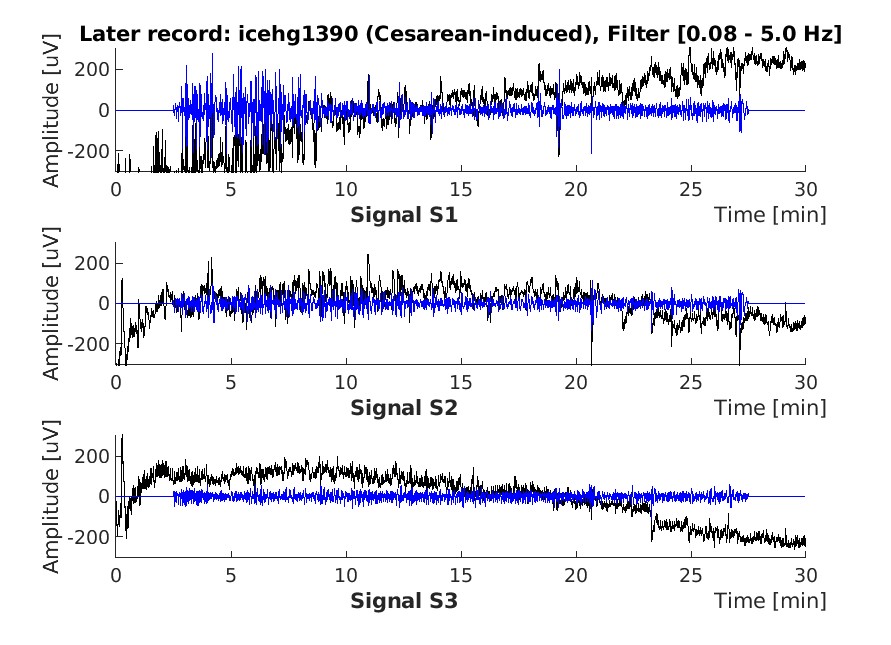 Later record: icehg1390 (Cesarean-induced), Filter [0.08 - 5.0 Hz]
Amplitude [uV]
200
0
-200
0 5 10 15 20 25 30
Signal S1 Time [min]
Amplitude [uV]
200
0
-200
0 5 10 15 20 25 30
Signal S2 Time [min]
Amplitude [uV]
200
0
-200
0 5 10 15 20 25 30
Signal S3 Time [min]